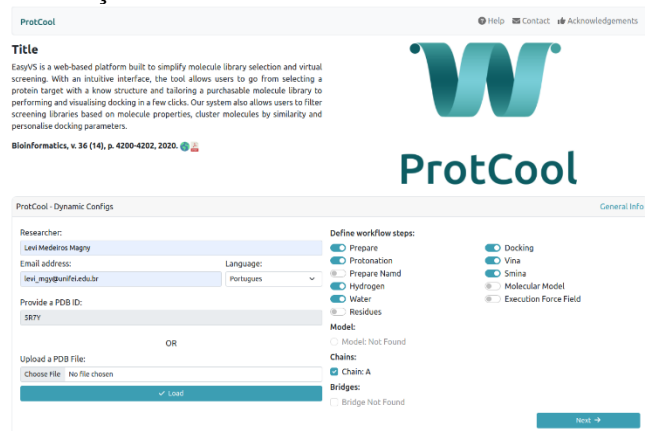 ProtCool
Help Contact Acknowledgements
Title
EasyVS is a web-based platform built to simplify molecule library selection and virtual
screening. With an intuitive interface, the tool allows users to go from selecting a
protein target with a know structure and tailoring a purchasable molecule library to
performing and visualising docking in a few clicks. Our system also allows users to filter
screening libraries based on molecule properties, cluster molecules by similarity and
personalise docking parameters.
Bioinformatics, v. 36 (14), p. 4200-4202, 2020.
ProtCool
ProtCool - Dynamic Configs
General Info
Researcher:
Levi Medeiros Magny
Email address:
Language:
levi_mgy@unifei.edu.br
Portugues
Provide a PDB ID:
5R7Y
OR
Upload a PDB File:
Choose File No file chosen
Load
Define workflow steps:
Prepare
Protonation
Prepare Namd
Hydrogen
Water
Residues
Docking
Vina
Smina
Molecular Model
Execution Force Field
Model:
Model: Not Found
Chains:
Chain: A
Bridges:
Bridge Not Found
Next →